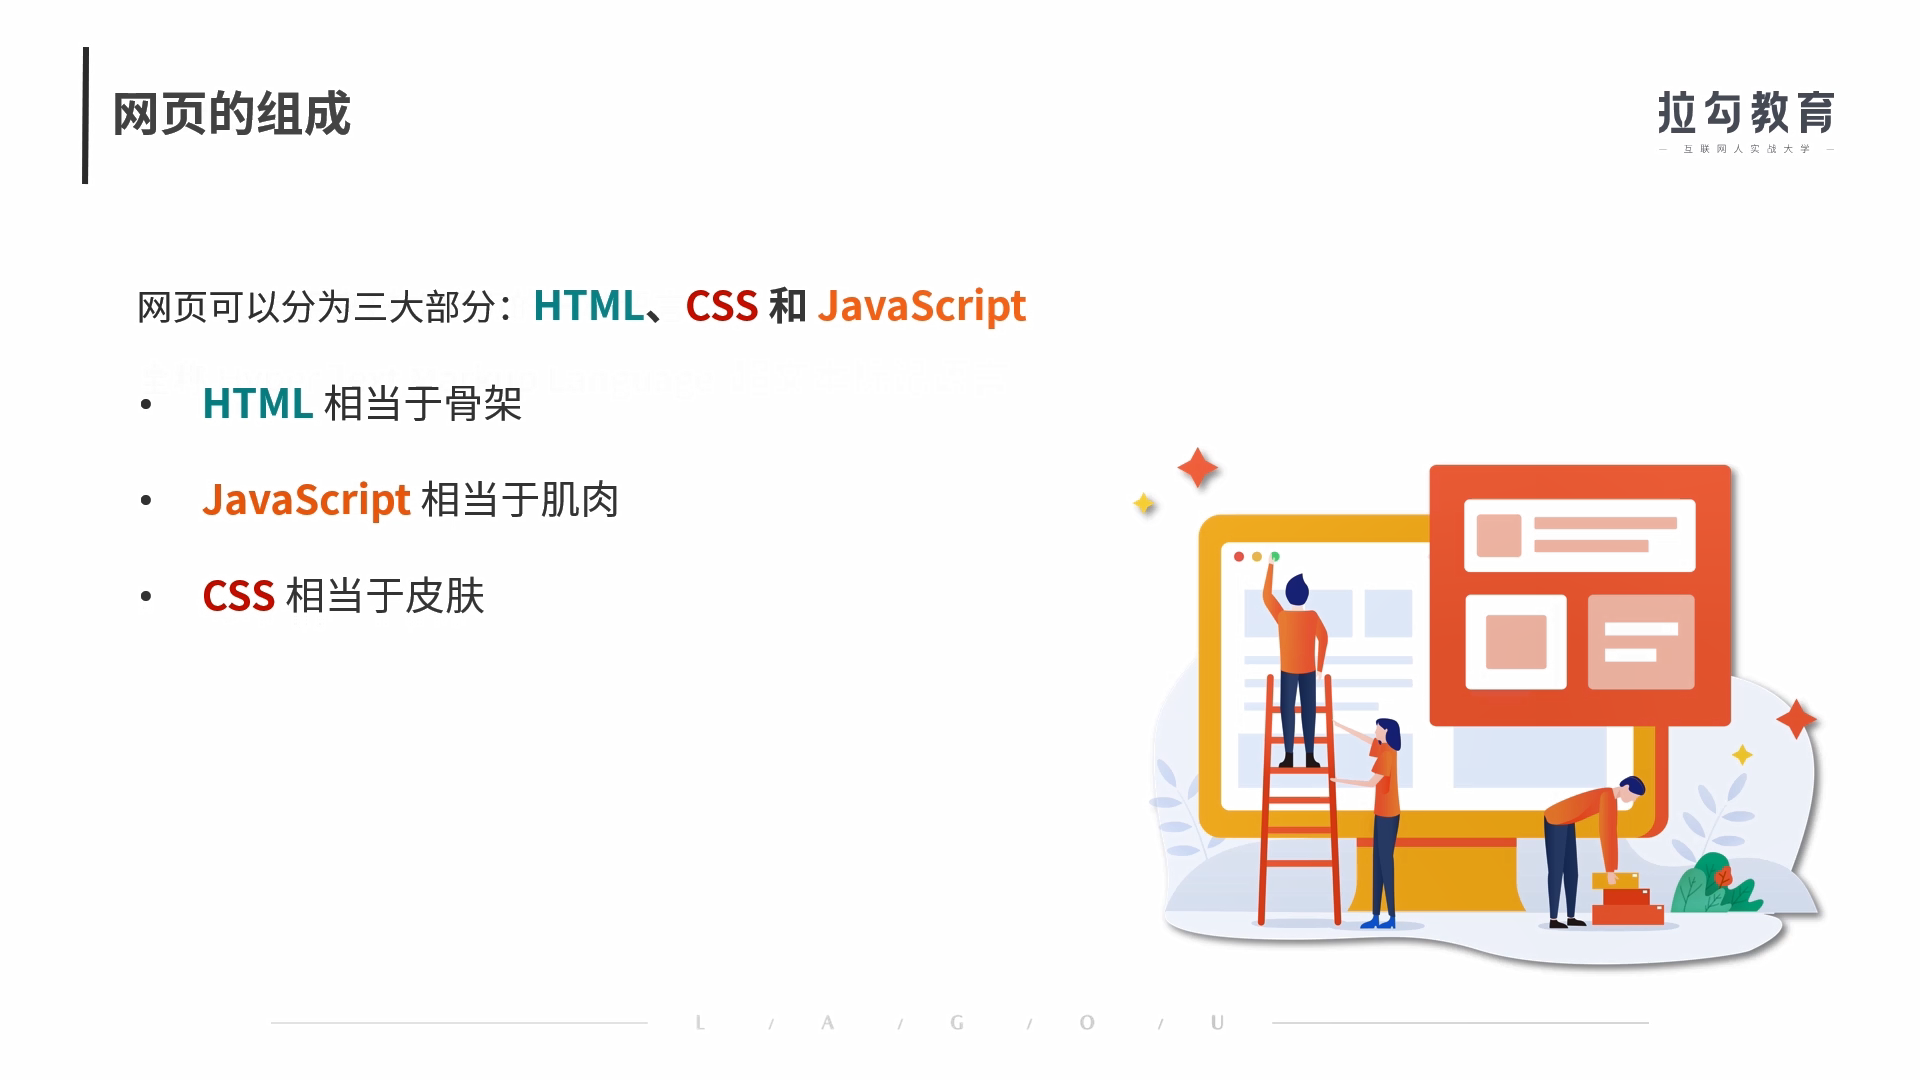 网页的组成
拉勾教育
— 互联网人实战大学 —
网页可以分为三大部分：HTML、CSS 和 JavaScript
• HTML 相当于骨架
• JavaScript 相当于肌肉
• CSS 相当于皮肤
L / A / G / O / U